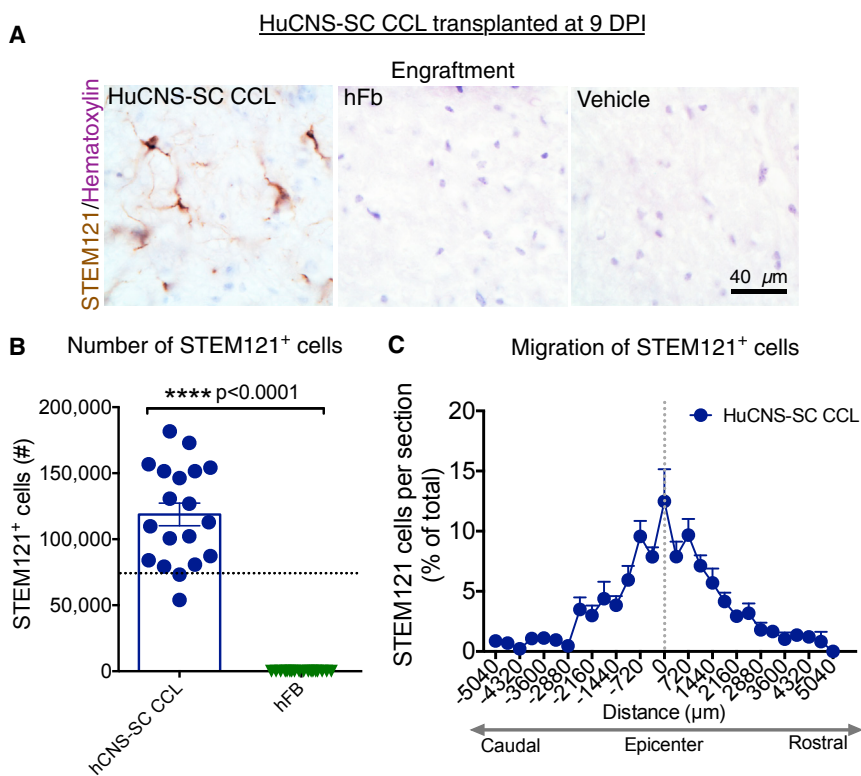 HuCNS-SC CCL transplanted at 9 DPI
A
Engraftment
HuCNS-SC CCL
hFb
Vehicle
STEM121/Hematoxylin
40 µm
B
Number of STEM121⁺ cells
**** p<0.0001
STEM121⁺ cells (#)
200,000
150,000
100,000
50,000
0
hCNS-SC CCL
hFB
C
Migration of STEM121⁺ cells
HuCNS-SC CCL
STEM121 cells per section
(% of total)
20
15
10
5
0
-5040
-4320
-3600
-2880
-2160
-1440
-720
0
720
1440
2160
2880
3600
4320
5040
Distance (µm)
Caudal
Epicenter
Rostral